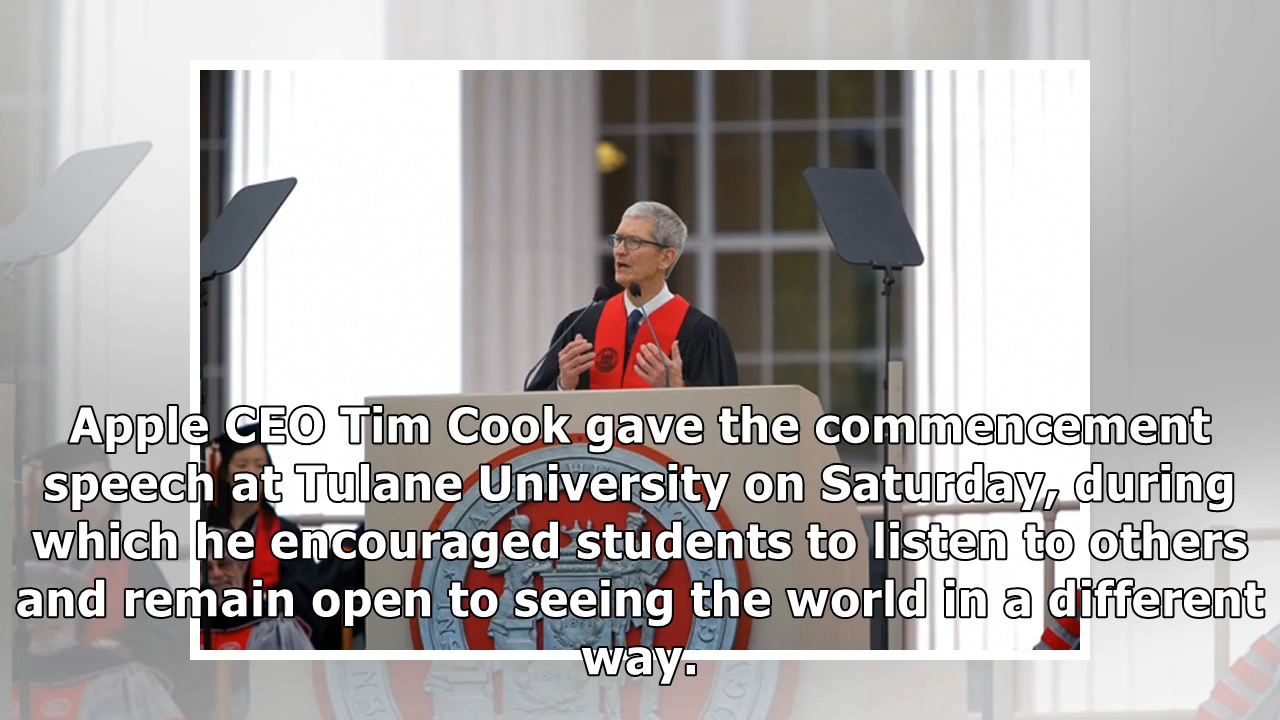 Apple CEO Tim Cook gave the commencement
speech at Tulane University on Saturday, during
which he encouraged students to listen to others
and remain open to seeing the world in a different
way.